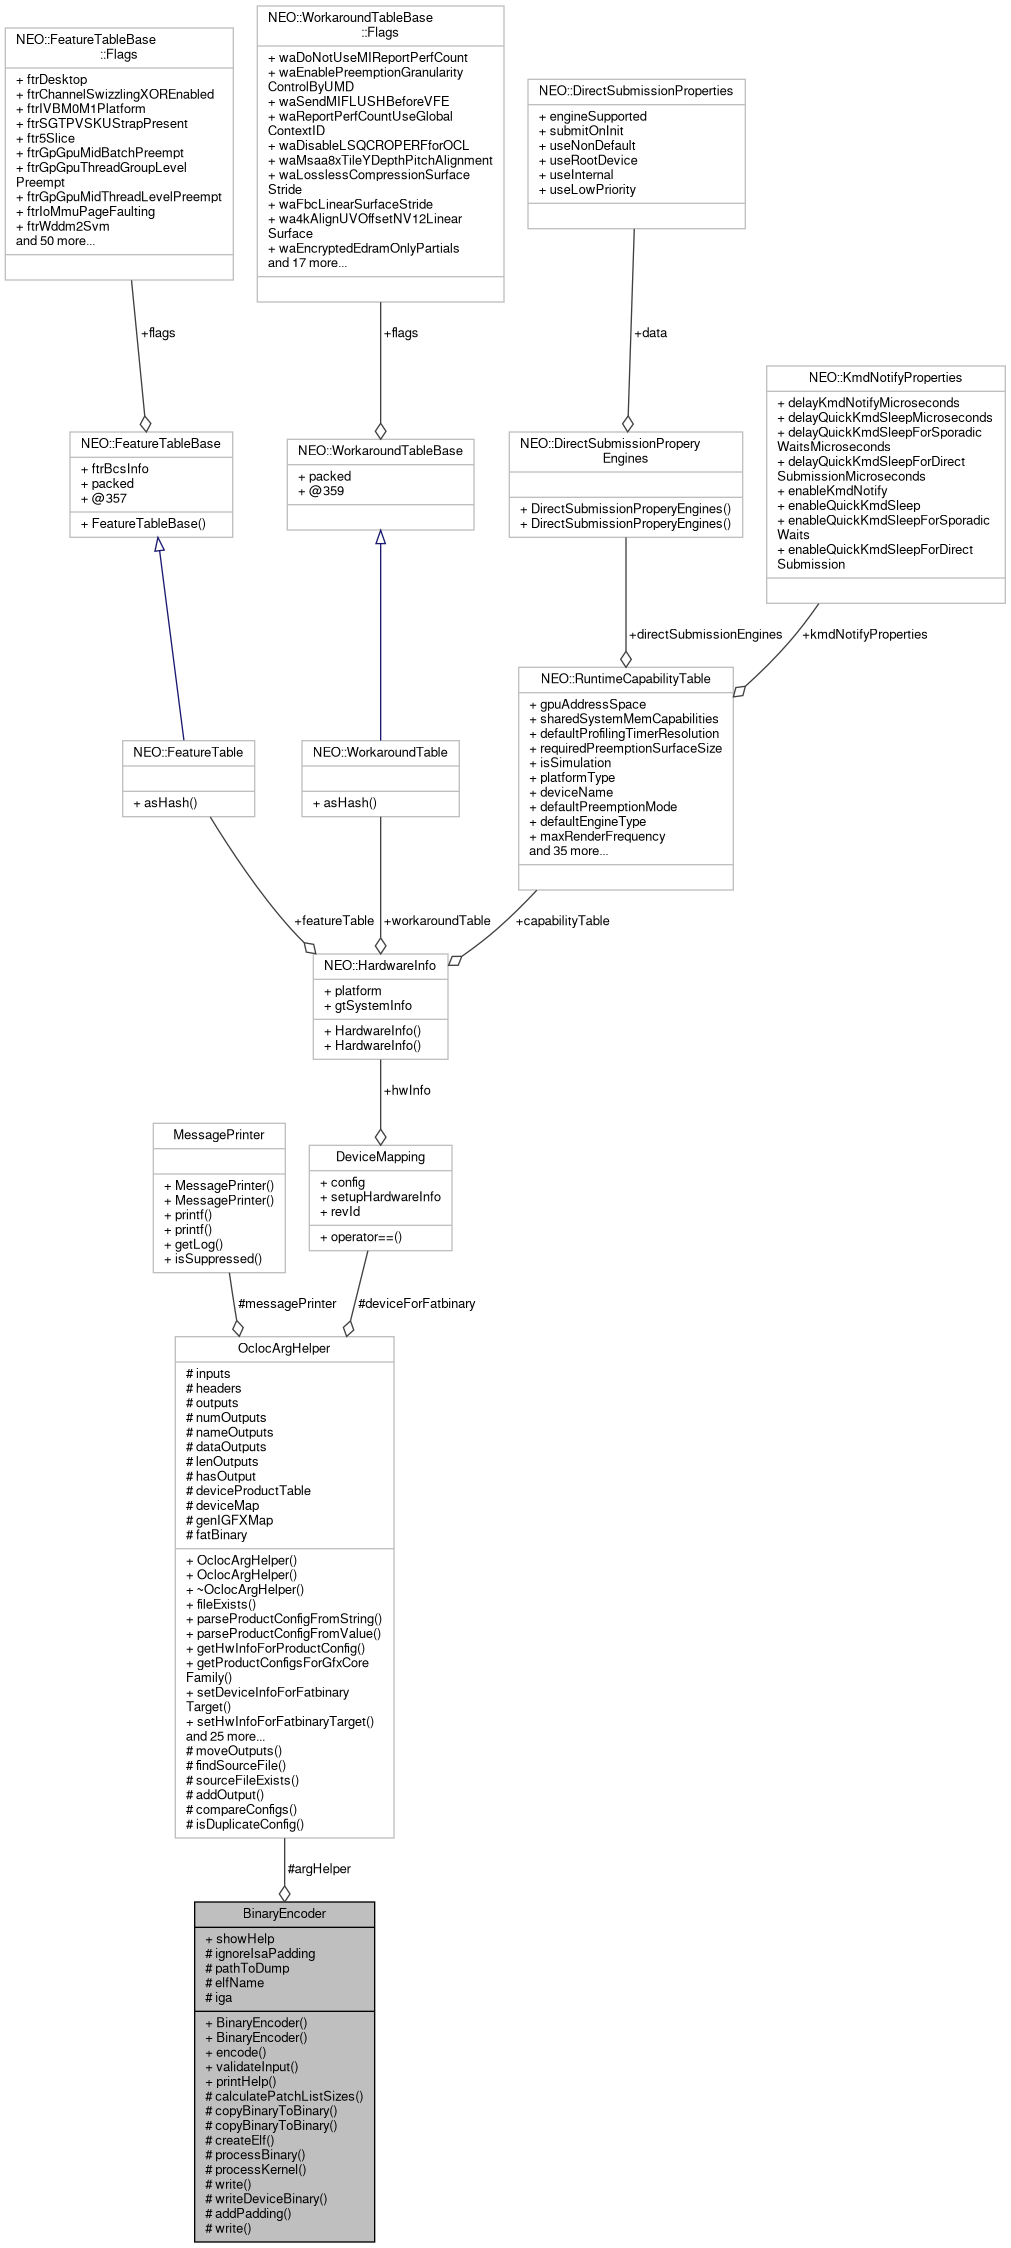 NEO::FeatureTableBase
::Flags
+ ftrDesktop
+ ftrChannelSwizzlingXOREnabled
+ ftrIVBM0M1Platform
+ ftrSGTPVSKUStrapPresent
+ ftr5Slice
+ ftrGpGpuMidBatchPreempt
+ ftrGpGpuThreadGroupLevel
Preempt
+ ftrGpGpuMidThreadLevelPreempt
+ ftrIoMmuPageFaulting
+ ftrWddm2Svm
and 50 more...
NEO::WorkaroundTableBase
::Flags
+ waDoNotUseMIReportPerfCount
+ waEnablePreemptionGranularity
ControlByUMD
+ waSendMIFLUSHBeforeVFE
+ waReportPerfCountUseGlobal
ContextID
+ waDisableLSQCROPERFforOCL
+ waMsaa8xTileYDepthPitchAlignment
+ waLosslessCompressionSurface
Stride
+ waFbcLinearSurfaceStride
+ wa4kAlignUVOffsetNV12Linear
Surface
+ waEncryptedEdramOnlyPartials
and 17 more...
NEO::DirectSubmissionProperties
+ engineSupported
+ submitOnInit
+ useNonDefault
+ useRootDevice
+ useInternal
+ useLowPriority
+flags
+flags
+data
NEO::KmdNotifyProperties
+ delayKmdNotifyMicroseconds
+ delayQuickKmdSleepMicroseconds
+ delayQuickKmdSleepForSporadic
WaitsMicroseconds
+ delayQuickKmdSleepForDirect
SubmissionMicroseconds
+ enableKmdNotify
+ enableQuickKmdSleep
+ enableQuickKmdSleepForSporadic
Waits
+ enableQuickKmdSleepForDirect
Submission
NEO::FeatureTableBase
+ ftrBcsInfo
+ packed
+ @357
+ FeatureTableBase()
NEO::WorkaroundTableBase
+ packed
+ @359
NEO::DirectSubmissionPropery
Engines
+ DirectSubmissionProperyEngines()
+ DirectSubmissionProperyEngines()
+directSubmissionEngines
+kmdNotifyProperties
NEO::FeatureTable
+ asHash()
NEO::WorkaroundTable
+ asHash()
NEO::RuntimeCapabilityTable
+ gpuAddressSpace
+ sharedSystemMemCapabilities
+ defaultProfilingTimerResolution
+ requiredPreemptionSurfaceSize
+ isSimulation
+ platformType
+ deviceName
+ defaultPreemptionMode
+ defaultEngineType
+ maxRenderFrequency
and 35 more...
+featureTable
+workaroundTable
+capabilityTable
NEO::HardwareInfo
+ platform
+ gtSystemInfo
+ HardwareInfo()
+ HardwareInfo()
+hwInfo
MessagePrinter
+ MessagePrinter()
+ MessagePrinter()
+ printf()
+ printf()
+ getLog()
+ isSuppressed()
DeviceMapping
+ config
+ setupHardwareInfo
+ revId
+ operator==()
#messagePrinter
#deviceForFatbinary
OclocArgHelper
# inputs
# headers
# outputs
# numOutputs
# nameOutputs
# dataOutputs
# lenOutputs
# hasOutput
# deviceProductTable
# deviceMap
# genIGFXMap
# fatBinary
+ OclocArgHelper()
+ OclocArgHelper()
+ ~OclocArgHelper()
+ fileExists()
+ parseProductConfigFromString()
+ parseProductConfigFromValue()
+ getHwInfoForProductConfig()
+ getProductConfigsForGfxCore
Family()
+ setDeviceInfoForFatbinary
Target()
+ setHwInfoForFatbinaryTarget()
and 25 more...
# moveOutputs()
# findSourceFile()
# sourceFileExists()
# addOutput()
# compareConfigs()
# isDuplicateConfig()
#argHelper
BinaryEncoder
+ showHelp
# ignoreIsaPadding
# pathToDump
# elfName
# iga
+ BinaryEncoder()
+ BinaryEncoder()
+ encode()
+ validateInput()
+ printHelp()
# calculatePatchListSizes()
# copyBinaryToBinary()
# copyBinaryToBinary()
# createElf()
# processBinary()
# processKernel()
# write()
# writeDeviceBinary()
# addPadding()
# write()